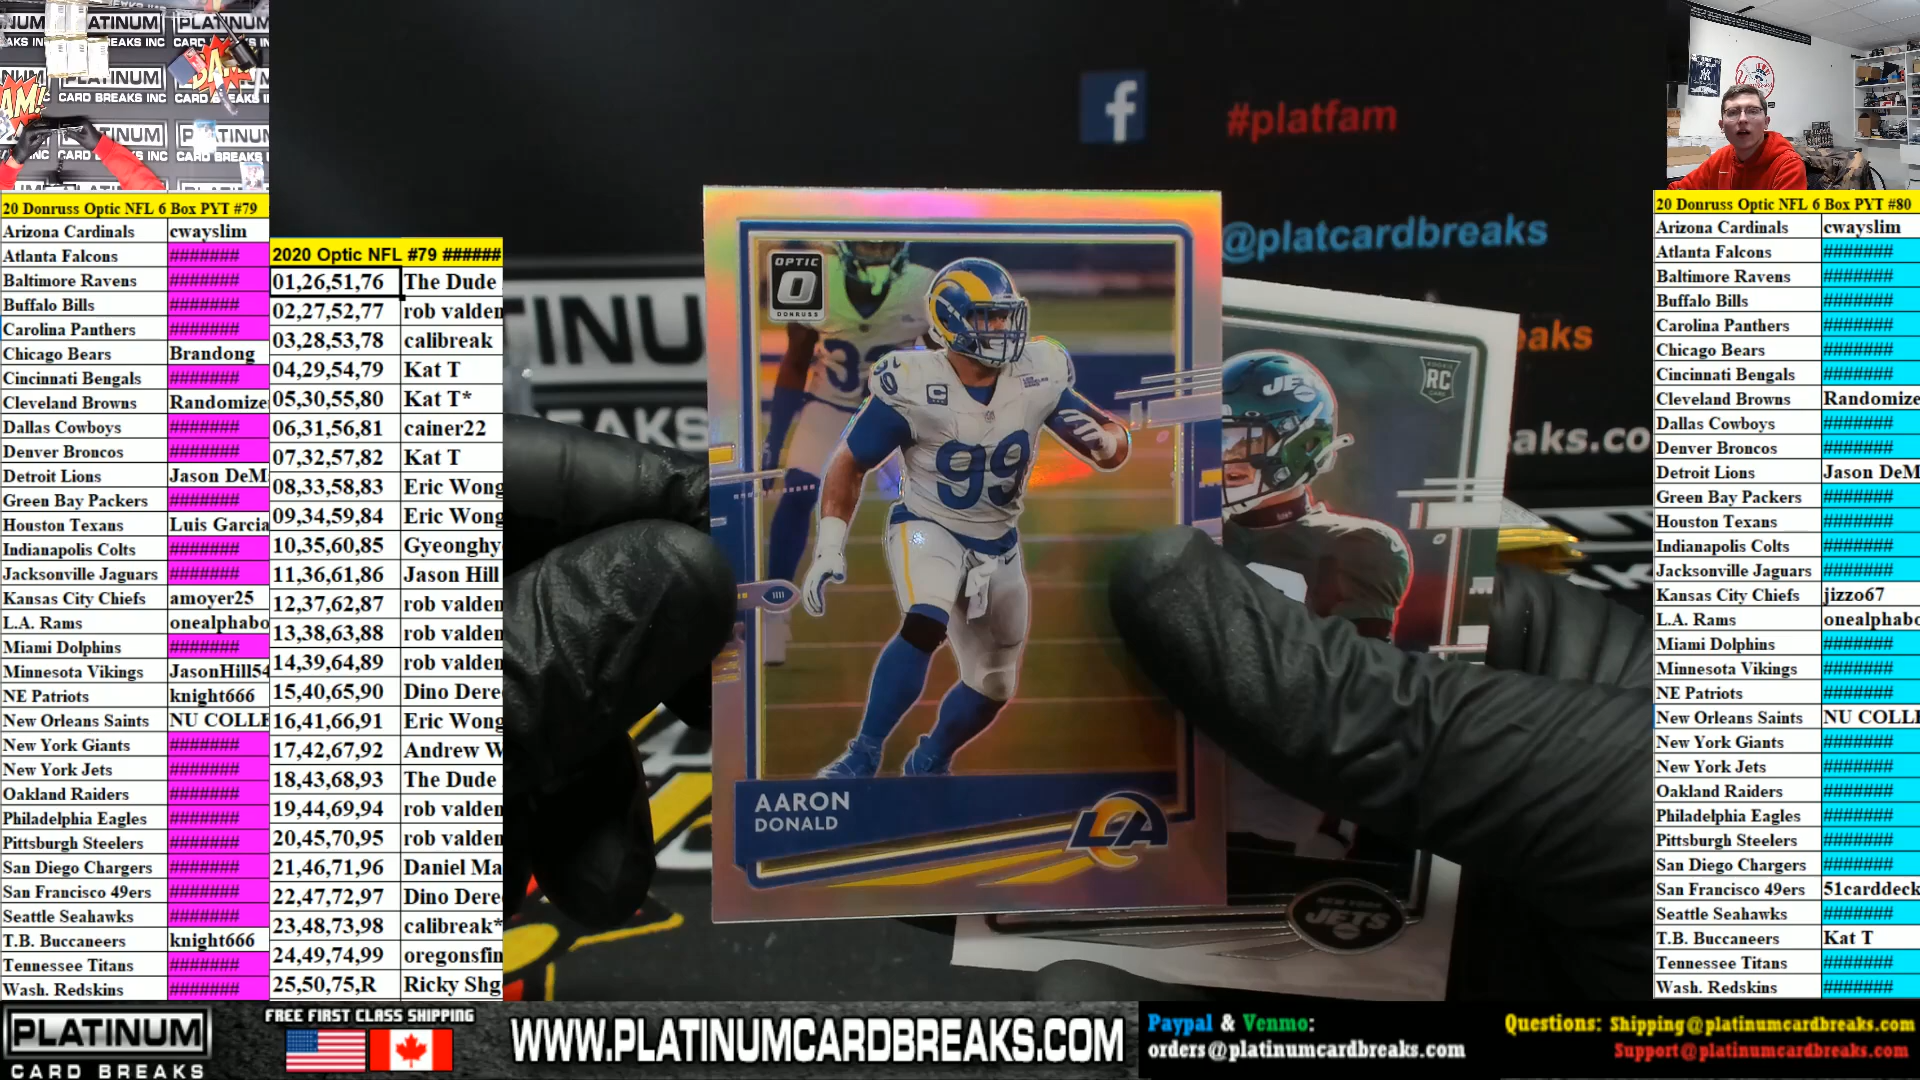 PLATINUM
CARD BREAKS INC
20 Donruss Optic NFL 6 Box PYT #79
Arizona Cardinals cwayslim
Atlanta Falcons #######
Baltimore Ravens #######
Buffalo Bills #######
Carolina Panthers #######
Chicago Bears Brandong
Cincinnati Bengals #######
Cleveland Browns Randomize
Dallas Cowboys #######
Denver Broncos #######
Detroit Lions Jason DeM
Green Bay Packers #######
Houston Texans Luis Garcia
Indianapolis Colts #######
Jacksonville Jaguars #######
Kansas City Chiefs amoyer25
L.A. Rams onealphabo
Miami Dolphins #######
Minnesota Vikings JasonHill54
NE Patriots knight666
New Orleans Saints NU COLLE
New York Giants #######
New York Jets #######
Oakland Raiders #######
Philadelphia Eagles #######
Pittsburgh Steelers #######
San Diego Chargers #######
San Francisco 49ers #######
Seattle Seahawks #######
T.B. Buccaneers knight666
Tennessee Titans #######
Wash. Redskins #######
2020 Optic NFL #79 ######
01,26,51,76 The Dude
02,27,52,77 rob valden
03,28,53,78 calibreak
04,29,54,79 Kat T
05,30,55,80 Kat T*
06,31,56,81 cainer22
07,32,57,82 Kat T
08,33,58,83 Eric Wong
09,34,59,84 Eric Wong
10,35,60,85 Gyeonghy
11,36,61,86 Jason Hill
12,37,62,87 rob valden
13,38,63,88 rob valden
14,39,64,89 rob valden
15,40,65,90 Dino Dere
16,41,66,91 Eric Wong
17,42,67,92 Andrew W
18,43,68,93 The Dude
19,44,69,94 rob valden
20,45,70,95 rob valden
21,46,71,96 Daniel Ma
22,47,72,97 Dino Dere
23,48,73,98 calibreak*
24,49,74,99 oregonsfin
25,50,75,R Ricky Shg
f
#platfam
@platcardbreaks
eaks
eaks.co
TINUM
EAKS
OPTIC
O
DONRUSS
99
C
99
AARON
DONALD
LA
RC
JETS
NEW YORK
JETS
20 Donruss Optic NFL 6 Box PYT #80
Arizona Cardinals cwayslim
Atlanta Falcons #######
Baltimore Ravens #######
Buffalo Bills #######
Carolina Panthers #######
Chicago Bears #######
Cincinnati Bengals #######
Cleveland Browns Randomize
Dallas Cowboys #######
Denver Broncos #######
Detroit Lions Jason DeM
Green Bay Packers #######
Houston Texans #######
Indianapolis Colts #######
Jacksonville Jaguars #######
Kansas City Chiefs jizzo67
L.A. Rams onealphabo
Miami Dolphins #######
Minnesota Vikings #######
NE Patriots #######
New Orleans Saints NU COLLE
New York Giants #######
New York Jets #######
Oakland Raiders #######
Philadelphia Eagles #######
Pittsburgh Steelers #######
San Diego Chargers #######
San Francisco 49ers 51carddeck
Seattle Seahawks #######
T.B. Buccaneers Kat T
Tennessee Titans #######
Wash. Redskins #######
PLATINUM
CARD BREAKS
FREE FIRST CLASS SHIPPING
WWW.PLATINUMCARDBREAKS.COM
Paypal & Venmo:
orders@platinumcardbreaks.com
Questions: Shipping@platinumcardbreaks.com
Support@platinumcardbreaks.com